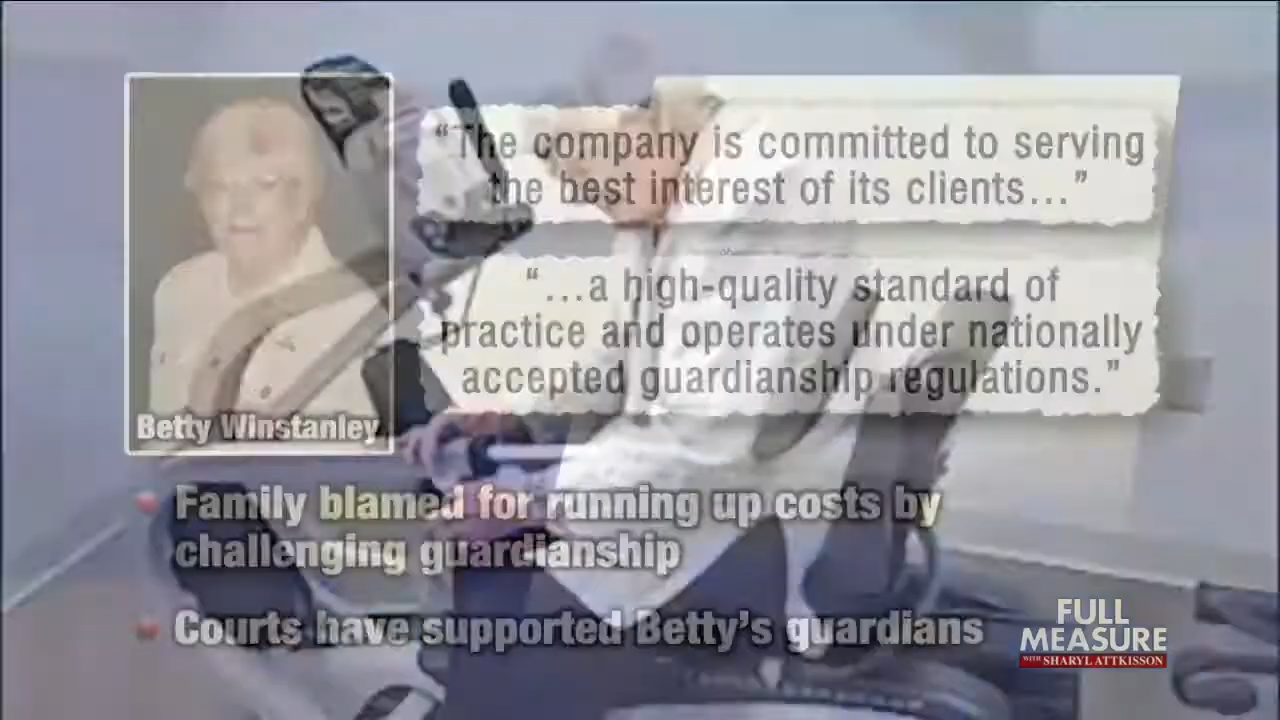 “The company is committed to serving
the best interest of its clients…”
“…a high-quality standard of
practice and operates under nationally
accepted guardianship regulations.”
Betty Winstanley
Family blamed for running up costs by
challenging guardianship
Courts have supported Betty’s guardians
FULL
MEASURE
WITH SHARYL ATTKISSON